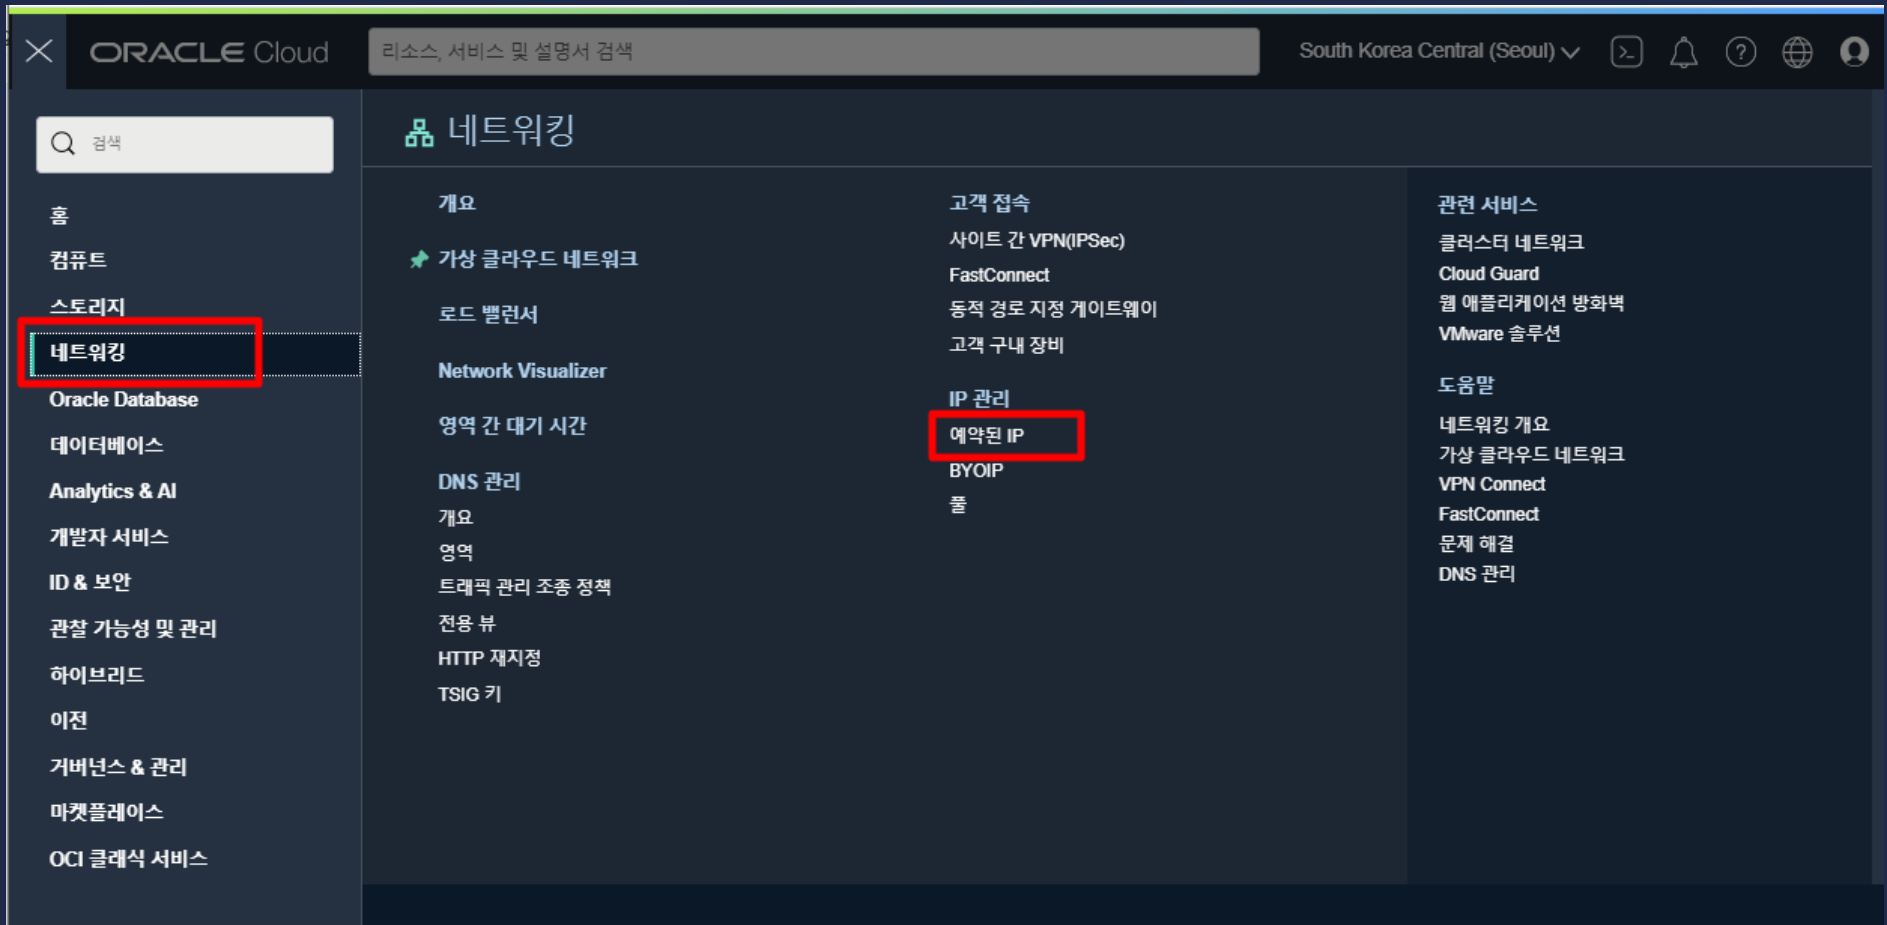 ORACLE Cloud
리소스, 서비스 및 설명서 검색
South Korea Central (Seoul)
검색
홈
컴퓨트
스토리지
네트워킹
Oracle Database
데이터베이스
Analytics & AI
개발자 서비스
ID & 보안
관찰 가능성 및 관리
하이브리드
이전
거버넌스 & 관리
마켓플레이스
OCI 클래식 서비스
네트워킹
개요
가상 클라우드 네트워크
로드 밸런서
Network Visualizer
영역 간 대기 시간
DNS 관리
개요
영역
트래픽 관리 조종 정책
전용 뷰
HTTP 재지정
TSIG 키
고객 접속
사이트 간 VPN(IPSec)
FastConnect
동적 경로 지정 게이트웨이
고객 구내 장비
IP 관리
예약된 IP
BYOIP
풀
관련 서비스
클러스터 네트워크
Cloud Guard
웹 애플리케이션 방화벽
VMware 솔루션
도움말
네트워킹 개요
가상 클라우드 네트워크
VPN Connect
FastConnect
문제 해결
DNS 관리